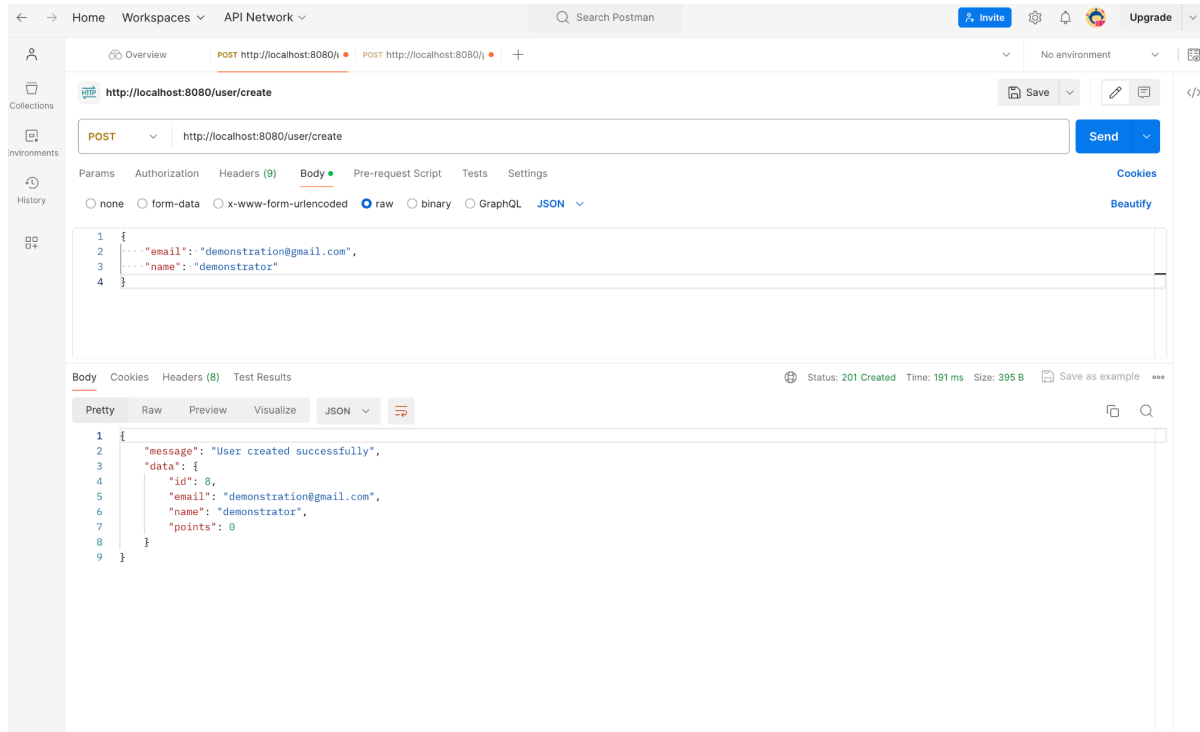 Home Workspaces API Network Search Postman Invite Upgrade
Overview POST http://localhost:8080/u POST http://localhost:8080/p No environment
Collections
Environments
History
HTTP http://localhost:8080/user/create Save
POST http://localhost:8080/user/create Send
Params Authorization Headers (9) Body Pre-request Script Tests Settings Cookies
none form-data x-www-form-urlencoded raw binary GraphQL JSON Beautify
1 {
2 "email": "demonstration@gmail.com",
3 "name": "demonstrator"
4 }
Body Cookies Headers (8) Test Results Status: 201 Created Time: 191 ms Size: 395 B Save as example
Pretty Raw Preview Visualize JSON
1 {
2 "message": "User created successfully",
3 "data": {
4 "id": 8,
5 "email": "demonstration@gmail.com",
6 "name": "demonstrator",
7 "points": 0
8 }
9 }